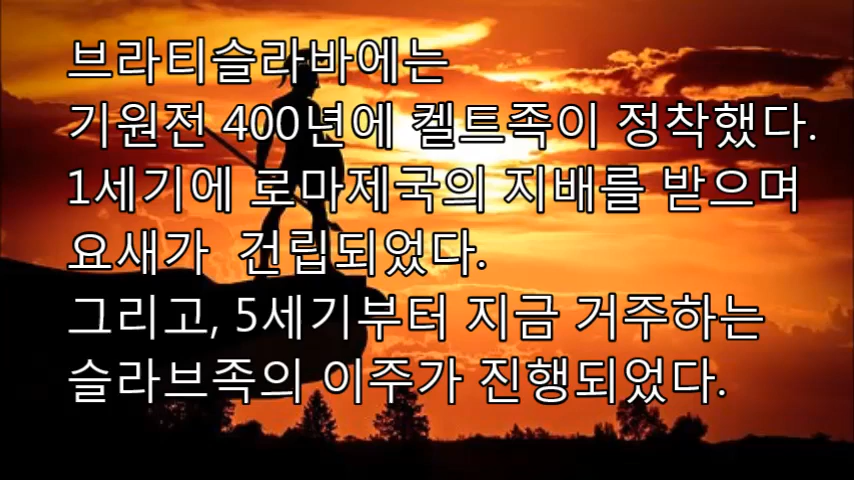 브라티슬라바에는
기원전 400년에 켈트족이 정착했다.
1세기에 로마제국의 지배를 받으며
요새가 건립되었다.
그리고, 5세기부터 지금 거주하는
슬라브족의 이주가 진행되었다.